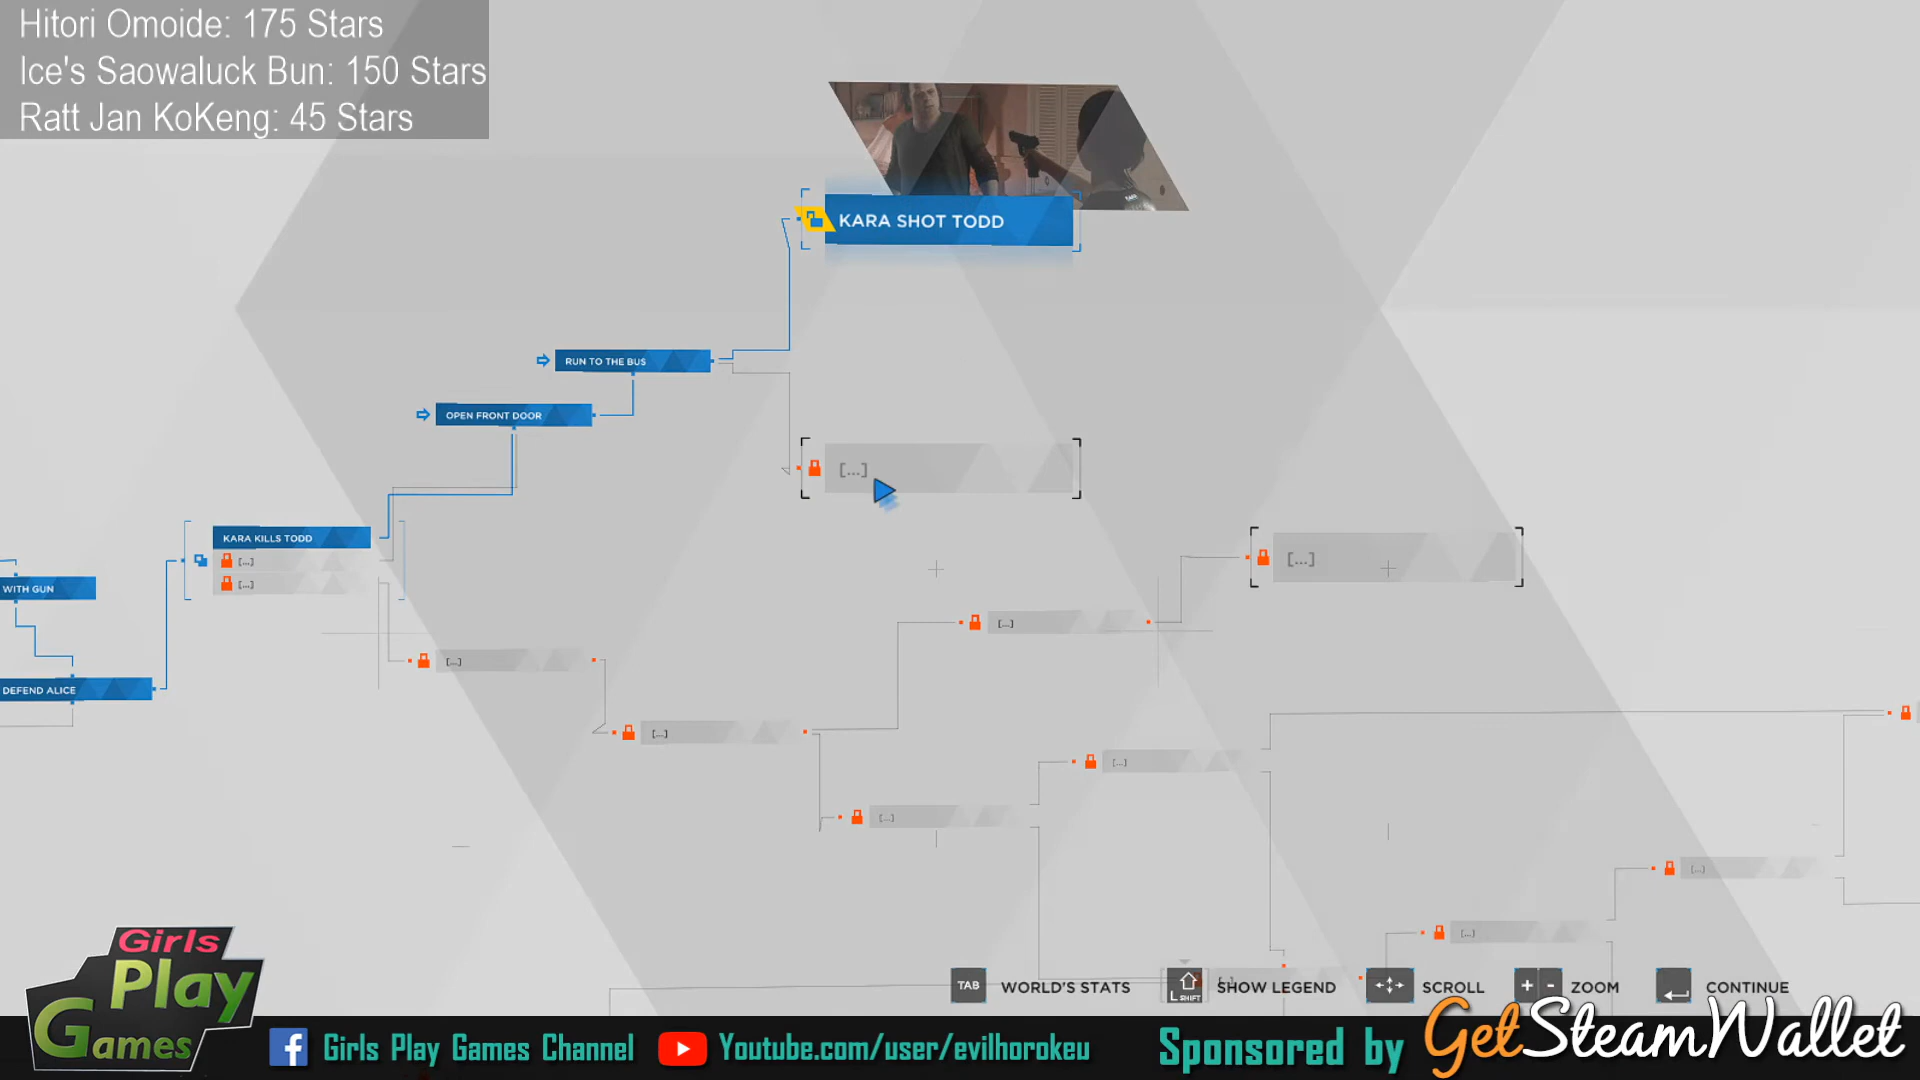 Hitori Omoide: 175 Stars
Ice's Saowaluck Bun: 150 Stars
Ratt Jan KoKeng: 45 Stars
KARA SHOT TODD
RUN TO THE BUS
OPEN FRONT DOOR
[...]
KARA KILLS TODD
[...]
[...]
[...]
WITH GUN
[...]
[...]
DEFEND ALICE
[...]
[...]
[...]
[...]
[...]
TAB WORLD'S STATS
L SHIFT SHOW LEGEND
SCROLL
+ - ZOOM
CONTINUE
Girls
Play
Games
Girls Play Games Channel
Youtube.com/user/evilhorokeu
Sponsored by GetSteamWallet